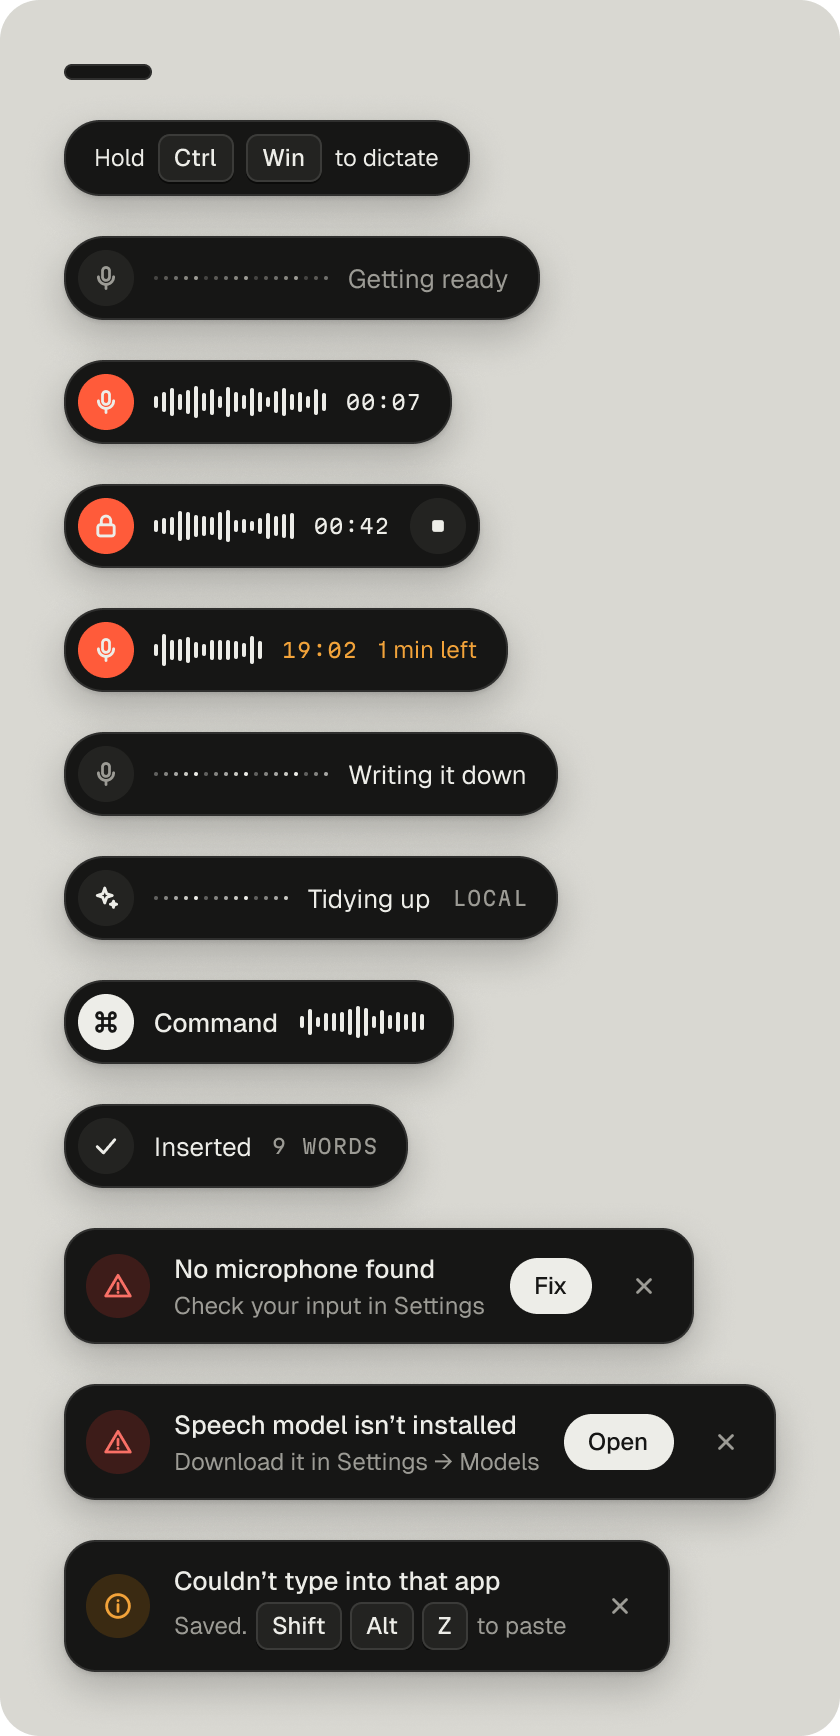 Hold Ctrl Win to dictate
Getting ready
00:07
00:42
19:02 1 min left
Writing it down
Tidying up LOCAL
Command
Inserted 9 WORDS
No microphone found
Check your input in Settings
Fix
Speech model isn’t installed
Download it in Settings → Models
Open
Couldn’t type into that app
Saved. Shift Alt Z to paste